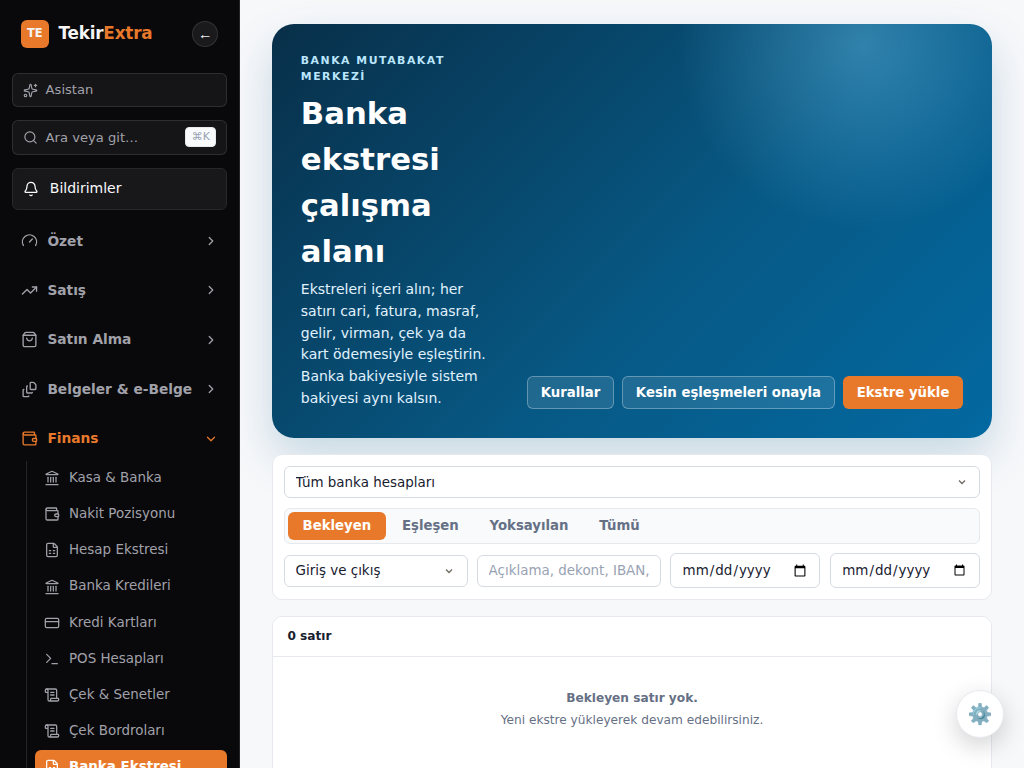 TE TekirExtra ←
Asistan
Ara veya git... ⌘K
Bildirimler
Özet
Satış
Satın Alma
Belgeler & e-Belge
Finans
Kasa & Banka
Nakit Pozisyonu
Hesap Ekstresi
Banka Kredileri
Kredi Kartları
POS Hesapları
Çek & Senetler
Çek Bordroları
Banka Ekstresi
BANKA MUTABAKAT
MERKEZİ
Banka
ekstresi
çalışma
alanı
Ekstreleri içeri alın; her
satırı cari, fatura, masraf,
gelir, virman, çek ya da
kart ödemesiyle eşleştirin.
Banka bakiyesiyle sistem
bakiyesi aynı kalsın.
Kurallar Kesin eşleşmeleri onayla Ekstre yükle
Tüm banka hesapları
Bekleyen Eşleşen Yoksayılan Tümü
Giriş ve çıkış Açıklama, dekont, IBAN, mm/dd/yyyy mm/dd/yyyy
0 satır
Bekleyen satır yok.
Yeni ekstre yükleyerek devam edebilirsiniz.